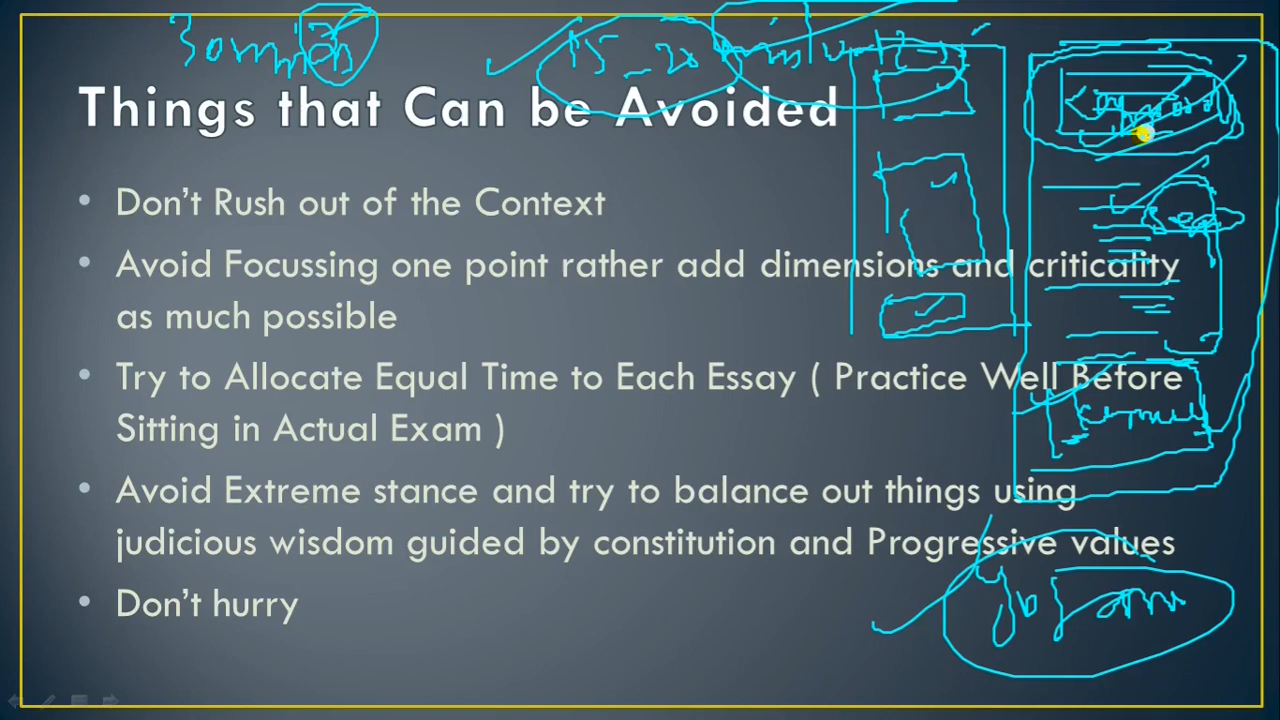 15-20 minutes
Things that Can be Avoided
• Don't Rush out of the Context
• Avoid Focussing one point rather add dimensions and criticality
as much possible
• Try to Allocate Equal Time to Each Essay ( Practice Well Before
Sitting in Actual Exam )
• Avoid Extreme stance and try to balance out things using
judicious wisdom guided by constitution and Progressive values
• Don't hurry